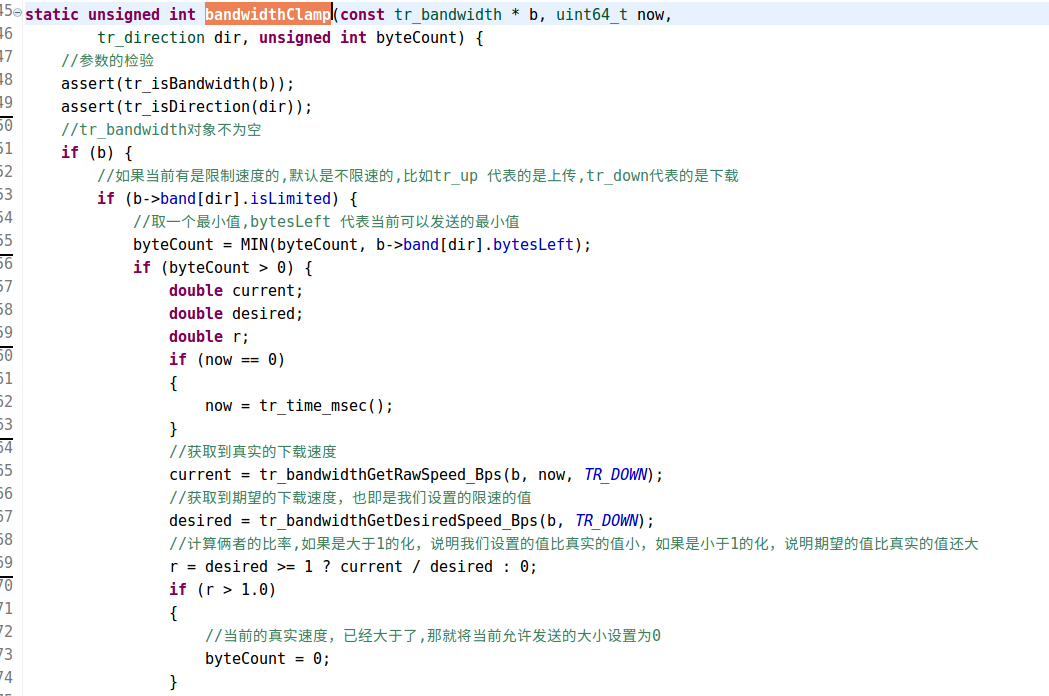 45 static unsigned int bandwidthClamp(const tr_bandwidth * b, uint64_t now,
46         tr_direction dir, unsigned int byteCount) {
47     //参数的检验
48     assert(tr_isBandwidth(b));
49     assert(tr_isDirection(dir));
50     //tr_bandwidth对象不为空
51     if (b) {
52         //如果当前有是限制速度的,默认是不限速的,比如tr_up 代表的是上传,tr_down代表的是下载
53         if (b->band[dir].isLimited) {
54             //取一个最小值,bytesLeft 代表当前可以发送的最小值
55             byteCount = MIN(byteCount, b->band[dir].bytesLeft);
56             if (byteCount > 0) {
57                 double current;
58                 double desired;
59                 double r;
60                 if (now == 0)
61                 {
62                     now = tr_time_msec();
63                 }
64                 //获取到真实的下载速度
65                 current = tr_bandwidthGetRawSpeed_Bps(b, now, TR_DOWN);
66                 //获取到期望的下载速度，也即是我们设置的限速的值
67                 desired = tr_bandwidthGetDesiredSpeed_Bps(b, TR_DOWN);
68                 //计算俩者的比率,如果是大于1的化，说明我们设置的值比真实的值小，如果是小于1的化，说明期望的值比真实的值还大
69                 r = desired >= 1 ? current / desired : 0;
70                 if (r > 1.0)
71                 {
72                     //当前的真实速度，已经大于了,那就将当前允许发送的大小设置为0
73                     byteCount = 0;
74                 }